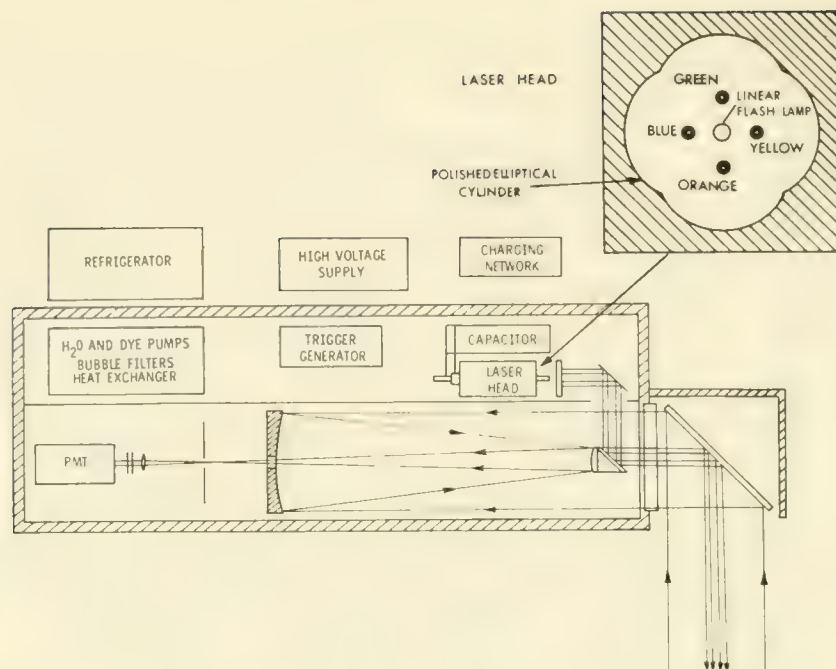 LASER HEAD
GREEN
LINEAR
FLASH LAMP
BLUE
YELLOW
ORANGE
POLISHED ELLIPTICAL
CYLINDER
REFRIGERATOR
HIGH VOLTAGE
SUPPLY
CHARGING
NETWORK
H2O AND DYE PUMPS
BUBBLE FILTERS
HEAT EXCHANGER
TRIGGER
GENERATOR
CAPACITOR
LASER
HEAD
PMT